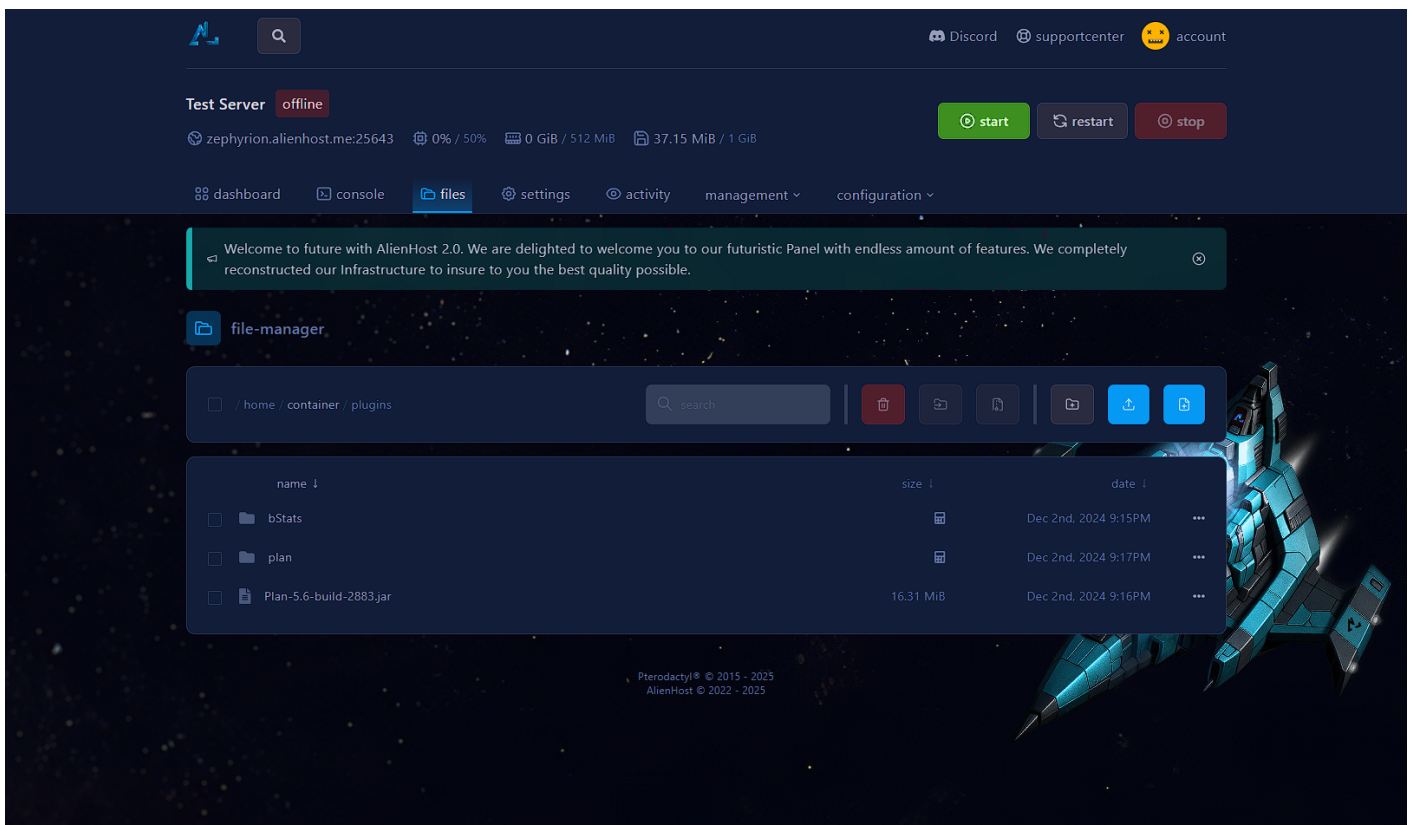 Discord supportcenter account
Test Server offline
zephyrion.alienhost.me:25643 0% / 50% 0 GiB / 512 MiB 37.15 MiB / 1 GiB
start restart stop
dashboard console files settings activity management configuration
Welcome to future with AlienHost 2.0. We are delighted to welcome you to our futuristic Panel with endless amount of features. We completely
reconstructed our Infrastructure to insure to you the best quality possible.
file-manager
/ home / container / plugins search
name ↓ size ↓ date ↓
bStats Dec 2nd, 2024 9:15PM
plan Dec 2nd, 2024 9:17PM
Plan-5.6-build-2883.jar 16.31 MiB Dec 2nd, 2024 9:16PM
Pterodactyl® © 2015 - 2025
AlienHost © 2022 - 2025